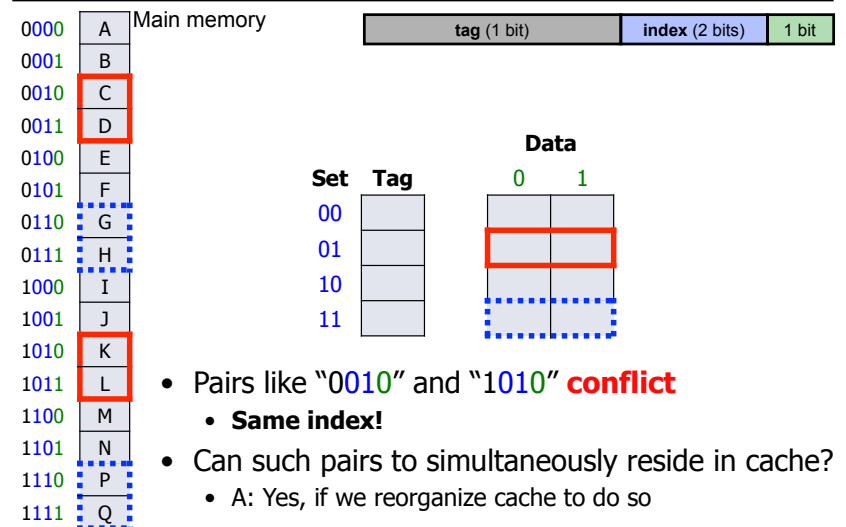 Main memory
tag (1 bit) index (2 bits) 1 bit
0000 A
0001 B
0010 C
0011 D
0100 E
0101 F
0110 G
0111 H
1000 I
1001 J
1010 K
1011 L
1100 M
1101 N
1110 P
1111 Q
Data
Set Tag 0 1
00
01
10
11
• Pairs like “0010” and “1010” conflict
• Same index!
• Can such pairs to simultaneously reside in cache?
• A: Yes, if we reorganize cache to do so